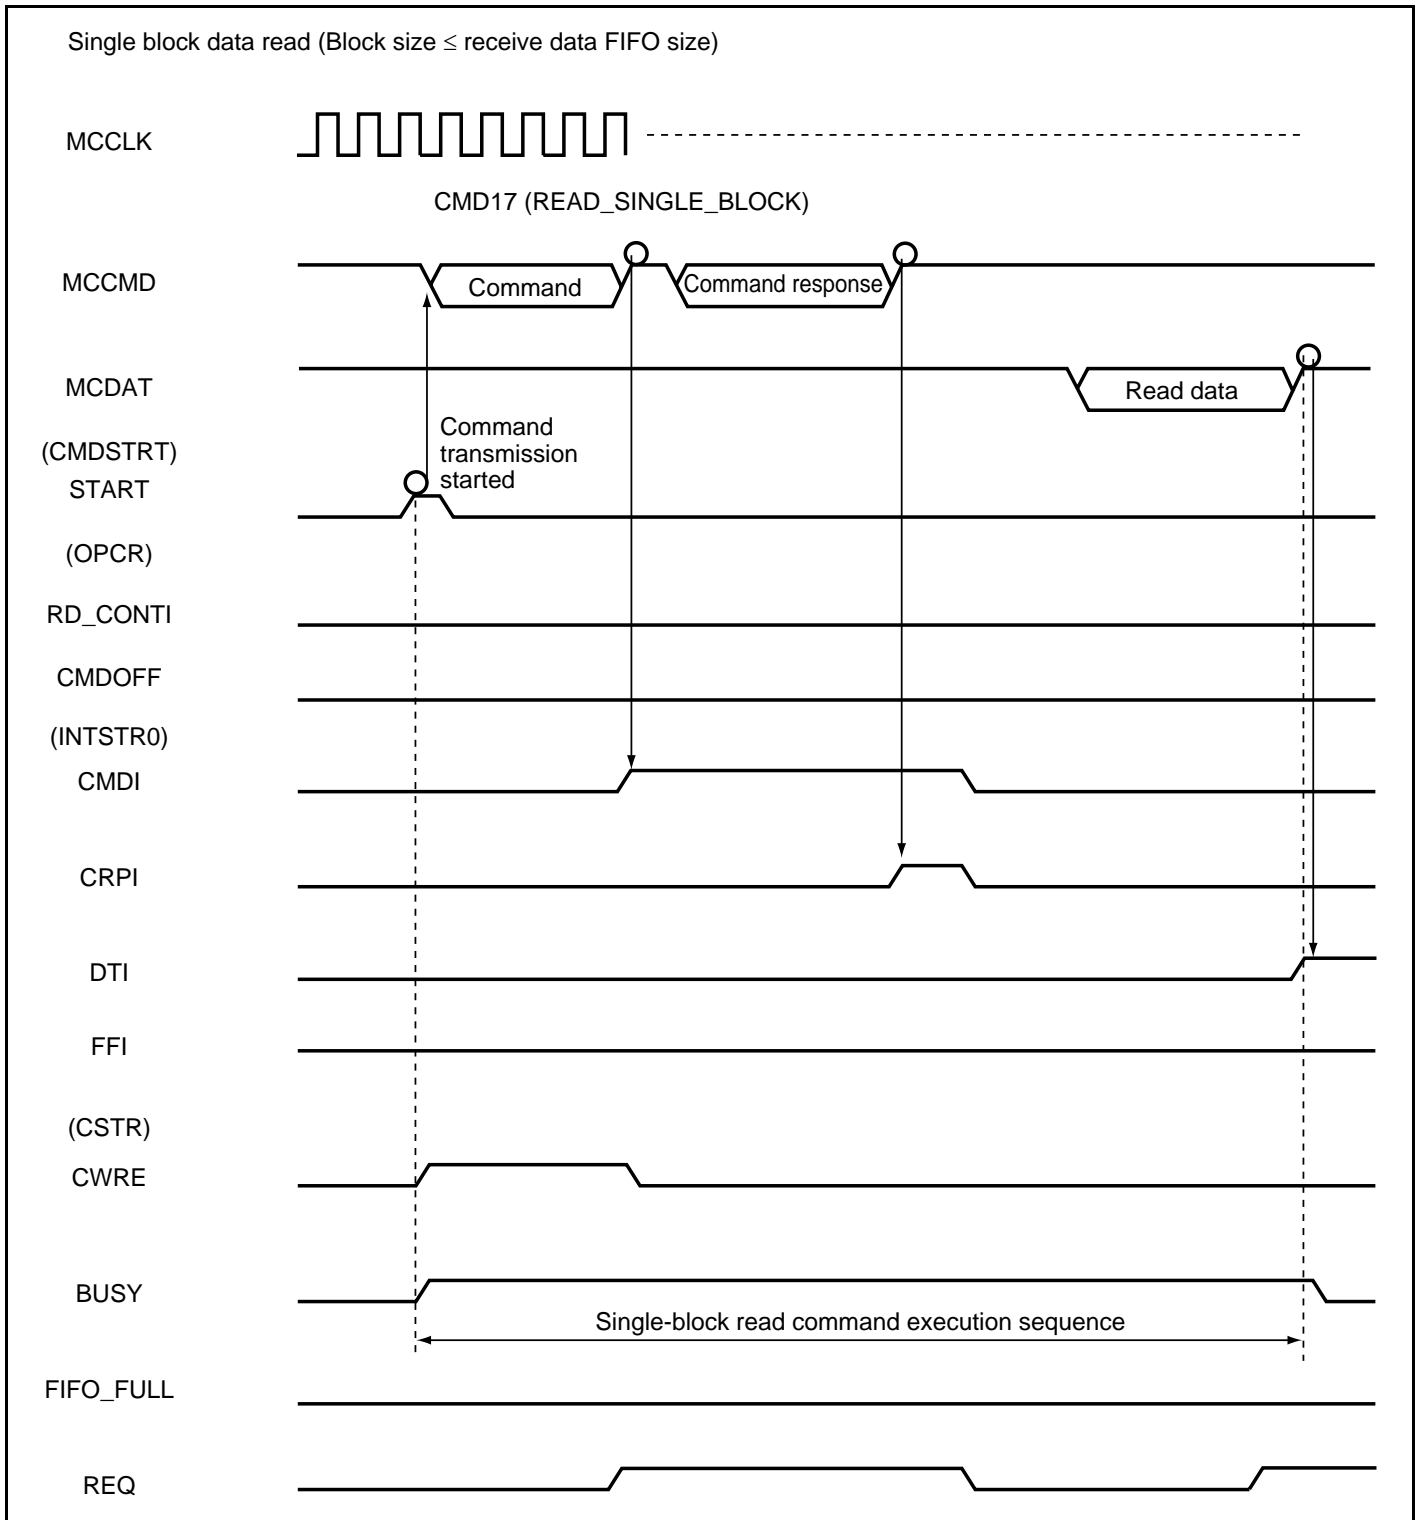 Single block data read (Block size ≤ receive data FIFO size)
MCCLK
CMD17 (READ_SINGLE_BLOCK)
MCCMD
Command
Command response
MCDAT
Read data
(CMDSTRT)
START
Command
transmission
started
(OPCR)
RD_CONTI
CMDOFF
(INTSTR0)
CMDI
CRPI
DTI
FFI
(CSTR)
CWRE
BUSY
Single-block read command execution sequence
FIFO_FULL
REQ